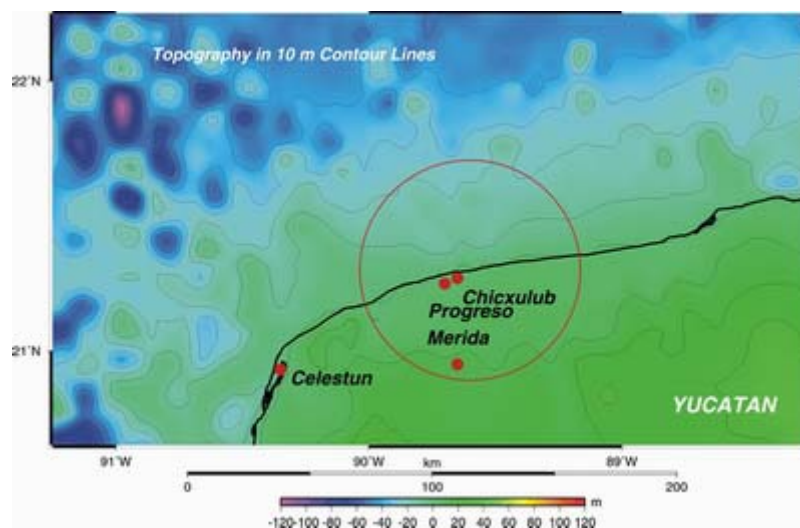 Topography in 10 m Contour Lines
22°N
Chicxulub
Progreso
Merida
21°N
Celestun
YUCATAN
91°W 90°W 89°W
km
0 100 200
m
-120-100-80 -60 -40 -20 0 20 40 60 80 100 120